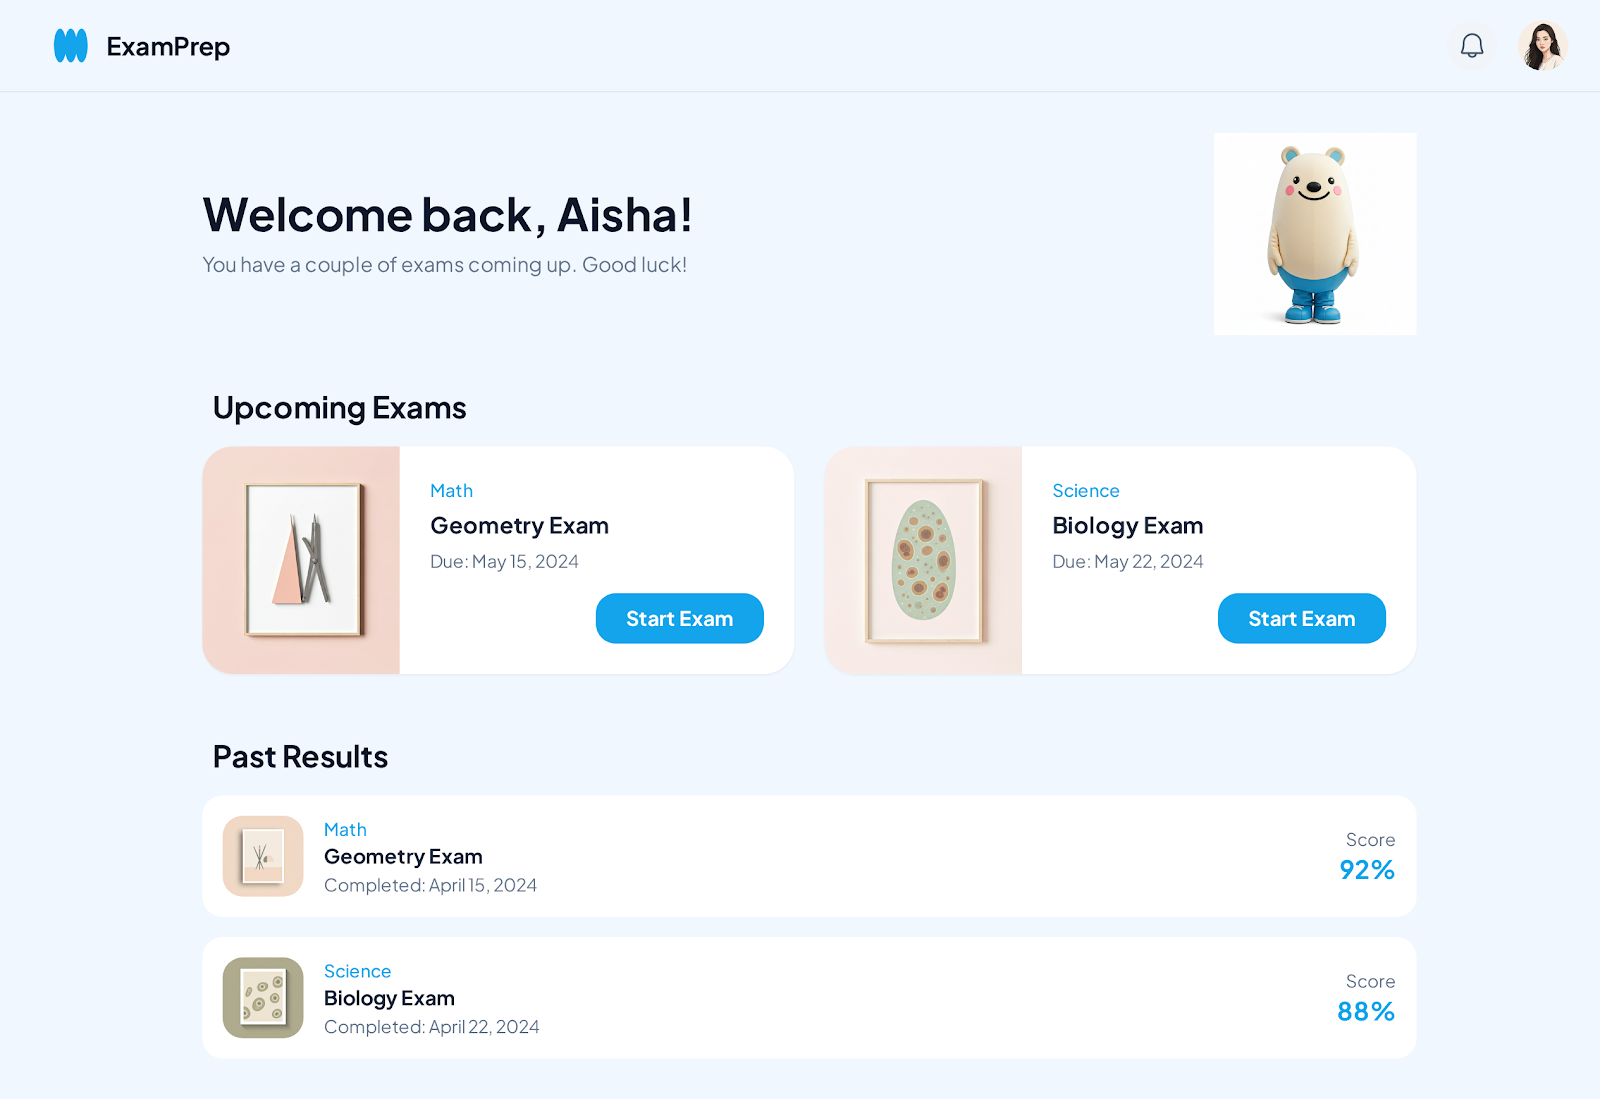 ExamPrep
Welcome back, Aisha!
You have a couple of exams coming up. Good luck!
Upcoming Exams
Math
Geometry Exam
Due: May 15, 2024
Start Exam
Science
Biology Exam
Due: May 22, 2024
Start Exam
Past Results
Math
Geometry Exam
Completed: April 15, 2024
Score
92%
Science
Biology Exam
Completed: April 22, 2024
Score
88%